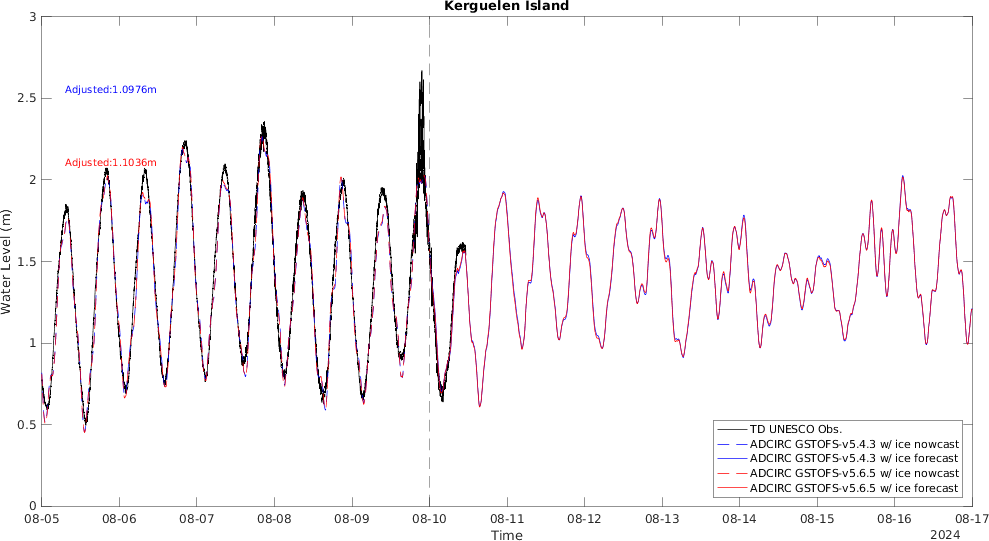 Kerguelen Island
3
2.5
2
1.5
1
0.5
0
Water Level (m)
Adjusted:1.0976m
Adjusted:1.1036m
TD UNESCO Obs.
ADCIRC GSTOFS-v5.4.3 w/ ice nowcast
ADCIRC GSTOFS-v5.4.3 w/ ice forecast
ADCIRC GSTOFS-v5.6.5 w/ ice nowcast
ADCIRC GSTOFS-v5.6.5 w/ ice forecast
08-05 08-06 08-07 08-08 08-09 08-10 08-11 08-12 08-13 08-14 08-15 08-16 08-17
Time
2024